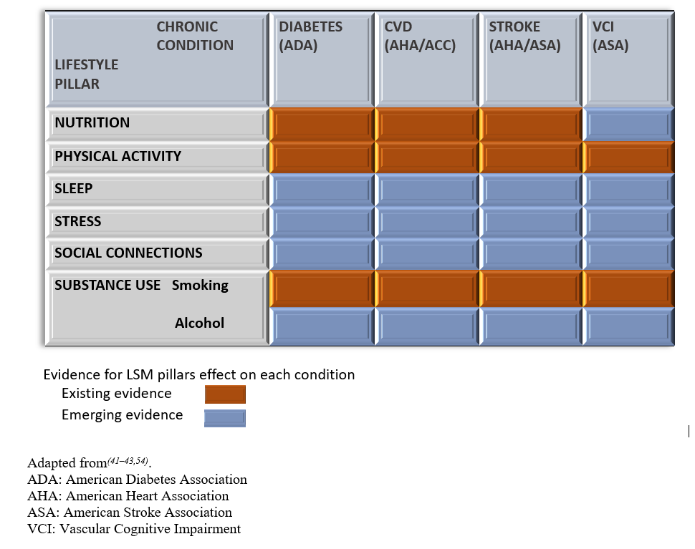 CHRONIC CONDITION
LIFESTYLE PILLAR
DIABETES (ADA)
CVD (AHA/ACC)
STROKE (AHA/ASA)
VCI (ASA)
NUTRITION
PHYSICAL ACTIVITY
SLEEP
STRESS
SOCIAL CONNECTIONS
SUBSTANCE USE Smoking
Alcohol
Evidence for LSM pillars effect on each condition
Existing evidence
Emerging evidence
Adapted from(41–43,54).
ADA: American Diabetes Association
AHA: American Heart Association
ASA: American Stroke Association
VCI: Vascular Cognitive Impairment